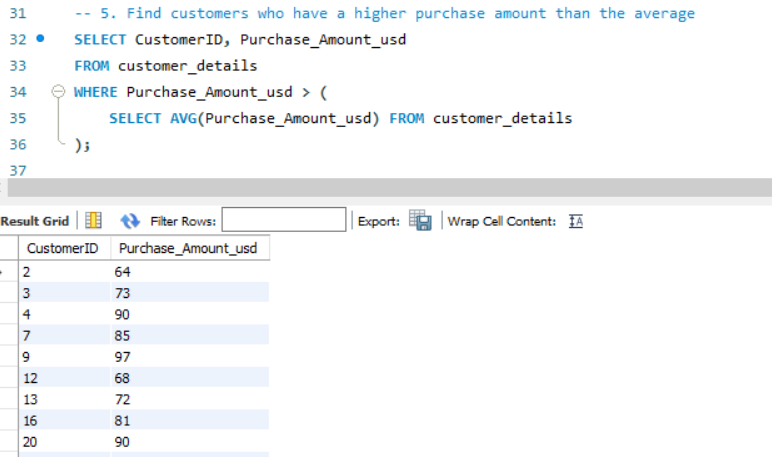 31 -- 5. Find customers who have a higher purchase amount than the average
32 SELECT CustomerID, Purchase_Amount_usd
33 FROM customer_details
34 WHERE Purchase_Amount_usd > (
35 SELECT AVG(Purchase_Amount_usd) FROM customer_details
36 );
37
Result Grid Filter Rows: Export: Wrap Cell Content: IA
CustomerID Purchase_Amount_usd
2 64
3 73
4 90
7 85
9 97
12 68
13 72
16 81
20 90